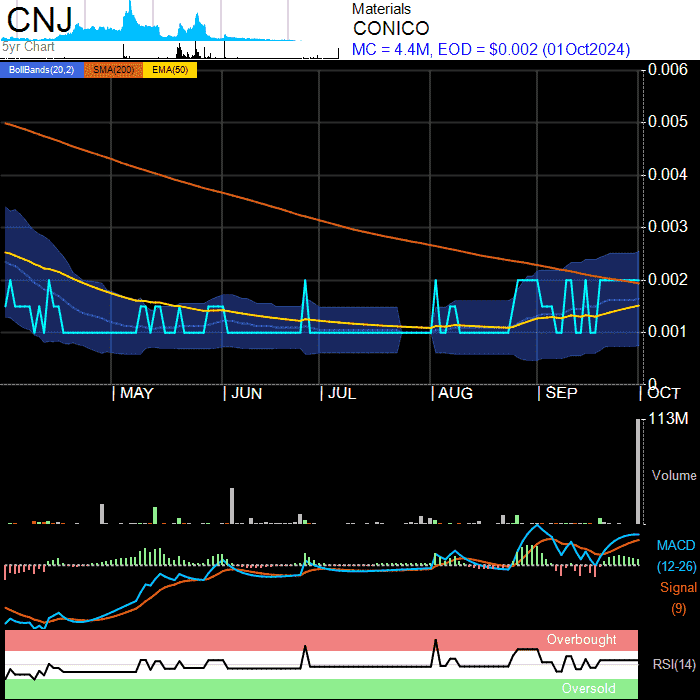 CNJ
5yr Chart
Materials
CONICO
MC = 4.4M, EOD = $0.002 (01Oct2024)
BollBands(20,2) SMA(200) EMA(50)
0.006
0.005
0.004
0.003
0.002
0.001
0
MAY JUN JUL AUG SEP OCT
113M
Volume
MACD
(12-26)
Signal
(9)
Overbought
RSI(14)
Oversold